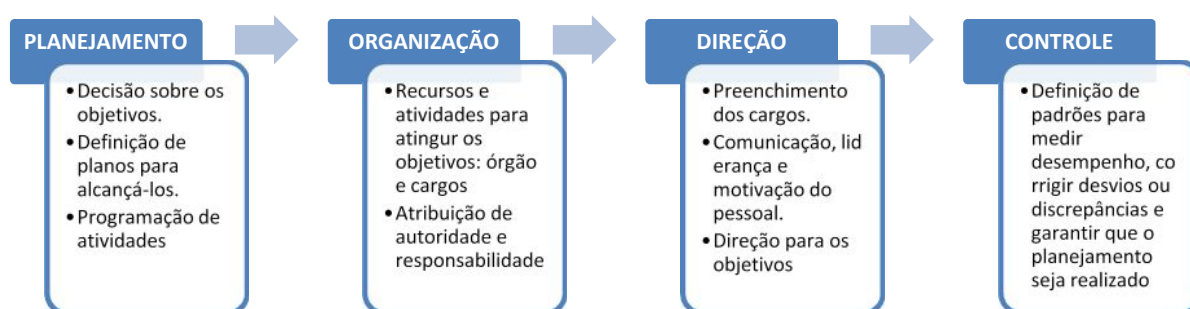 PLANEJAMENTO
•Decisão sobre os
objetivos.
•Definição de
planos para
alcançá-los.
•Programação de
atividades
ORGANIZAÇÃO
•Recursos e
atividades para
atingur os
objetivos: órgão
e cargos
•Atribuição de
autoridade e
responsabilidade
DIREÇÃO
•Preenchimento
dos cargos.
•Comunicação, lid
erança e
motivação do
pessoal.
•Direção para os
objetivos
CONTROLE
•Definição de
padrões para
medir
desempenho, co
rrigir desvios ou
discrepâncias e
garantir que o
planejamento
seja realizado